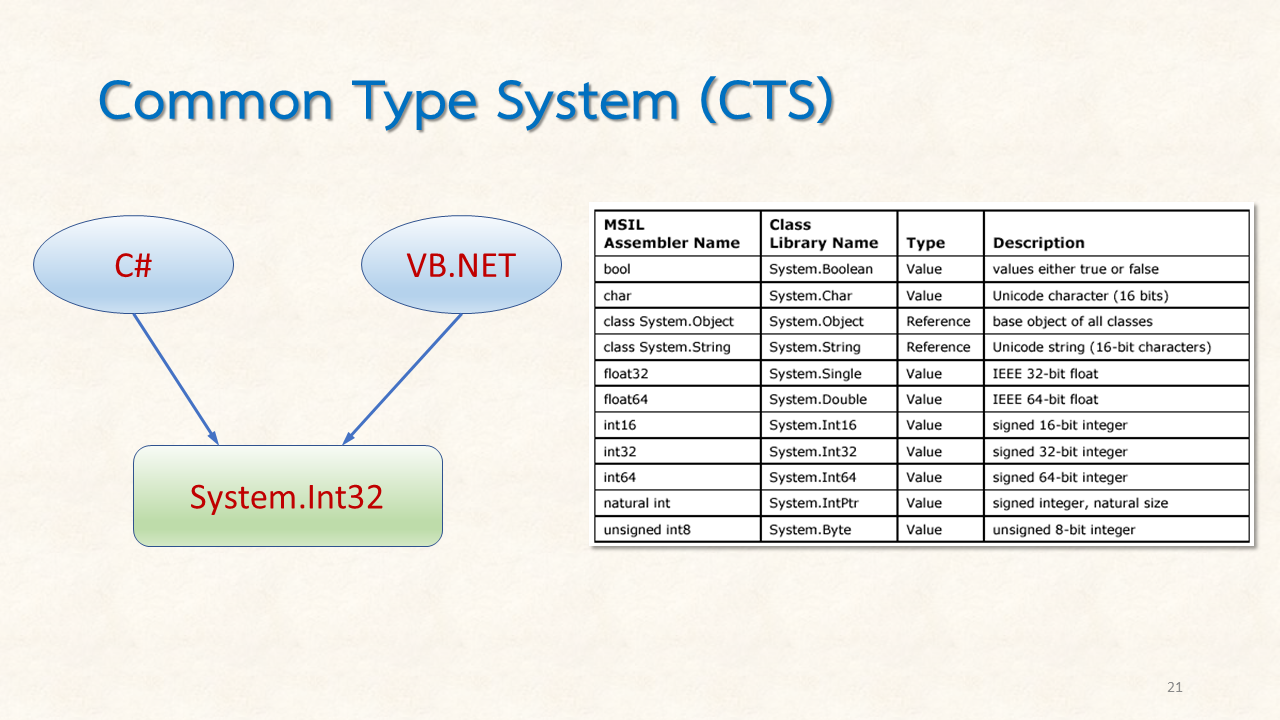 Common Type System (CTS)
C#
VB.NET
System.Int32
MSIL Assembler Name Class Library Name Type Description
bool System.Boolean Value values either true or false
char System.Char Value Unicode character (16 bits)
class System.Object System.Object Reference base object of all classes
class System.String System.String Reference Unicode string (16-bit characters)
float32 System.Single Value IEEE 32-bit float
float64 System.Double Value IEEE 64-bit float
int16 System.Int16 Value signed 16-bit integer
int32 System.Int32 Value signed 32-bit integer
int64 System.Int64 Value signed 64-bit integer
natural int System.IntPtr Value signed integer, natural size
unsigned int8 System.Byte Value unsigned 8-bit integer
21